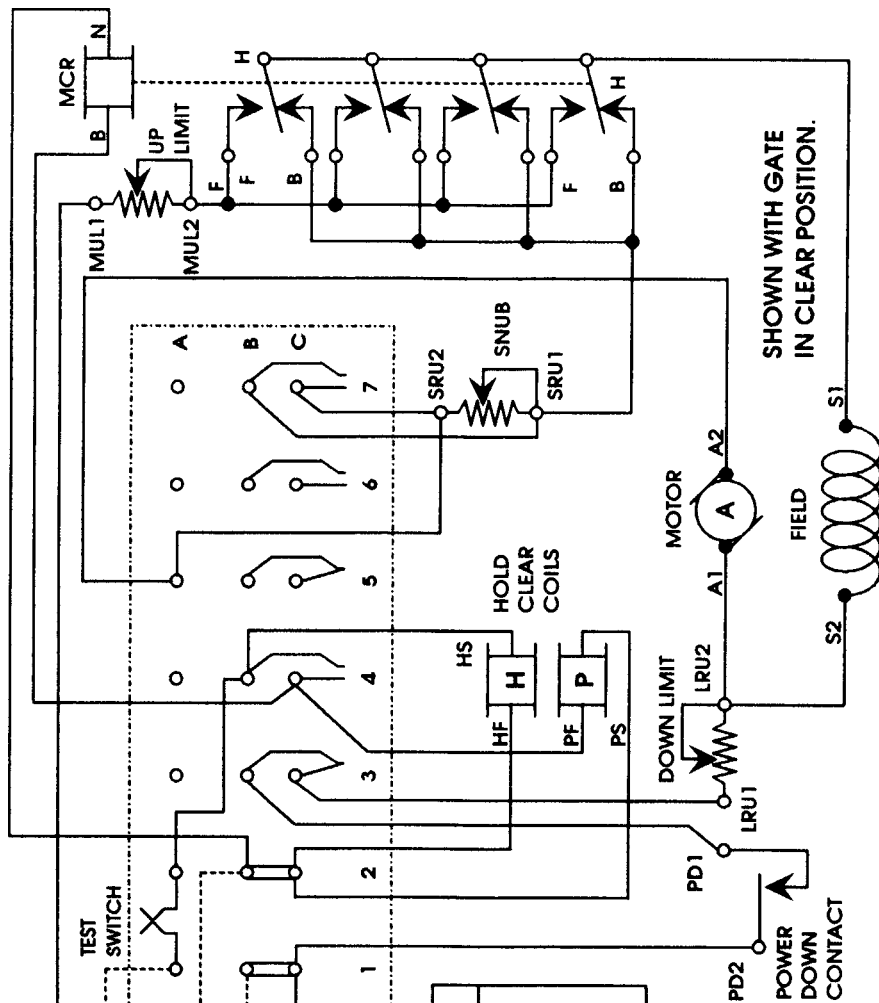 N
MCR
B
H
UP
LIMIT
MUL1
MUL2
F
F
B
H
F
B
SHOWN WITH GATE
IN CLEAR POSITION.
A
B
C
SRU2
SNUB
SRU1
7
6
5
4
3
2
1
HOLD
CLEAR
COILS
HS
H
HF
P
PF
PS
MOTOR
A2
A
A1
S1
FIELD
S2
DOWN LIMIT
LRU2
LRU1
TEST
SWITCH
PD1
PD2
POWER
DOWN
CONTACT